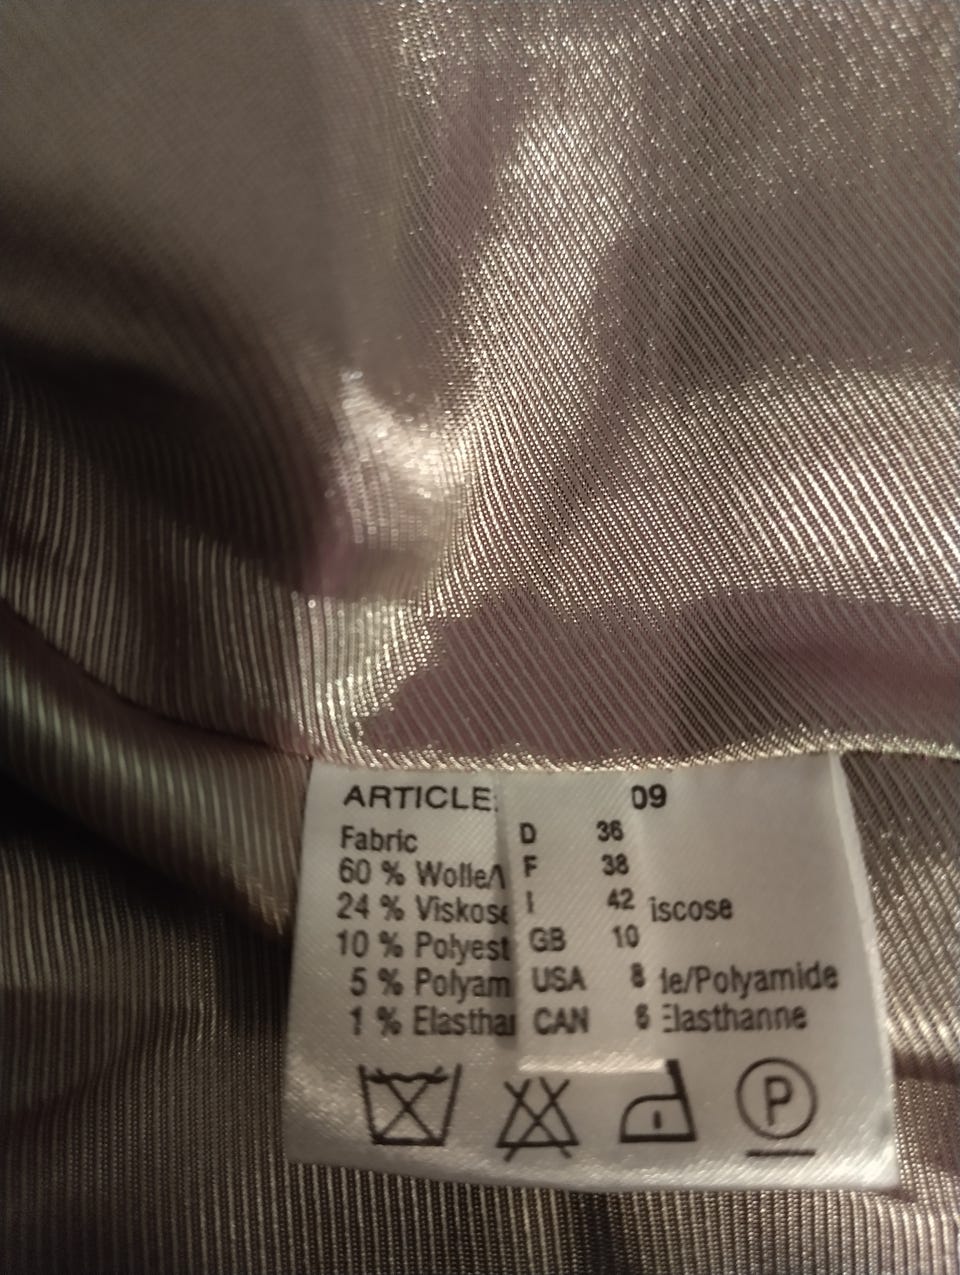 ARTICLE: 09
Fabric
60 % Wolle/
24 % Viskose iscose
10 % Polyest
5 % Polyam le/Polyamide
1 % Elasthan Elasthanne
D 36
F 38
I 42
GB 10
USA 8
CAN 6
P